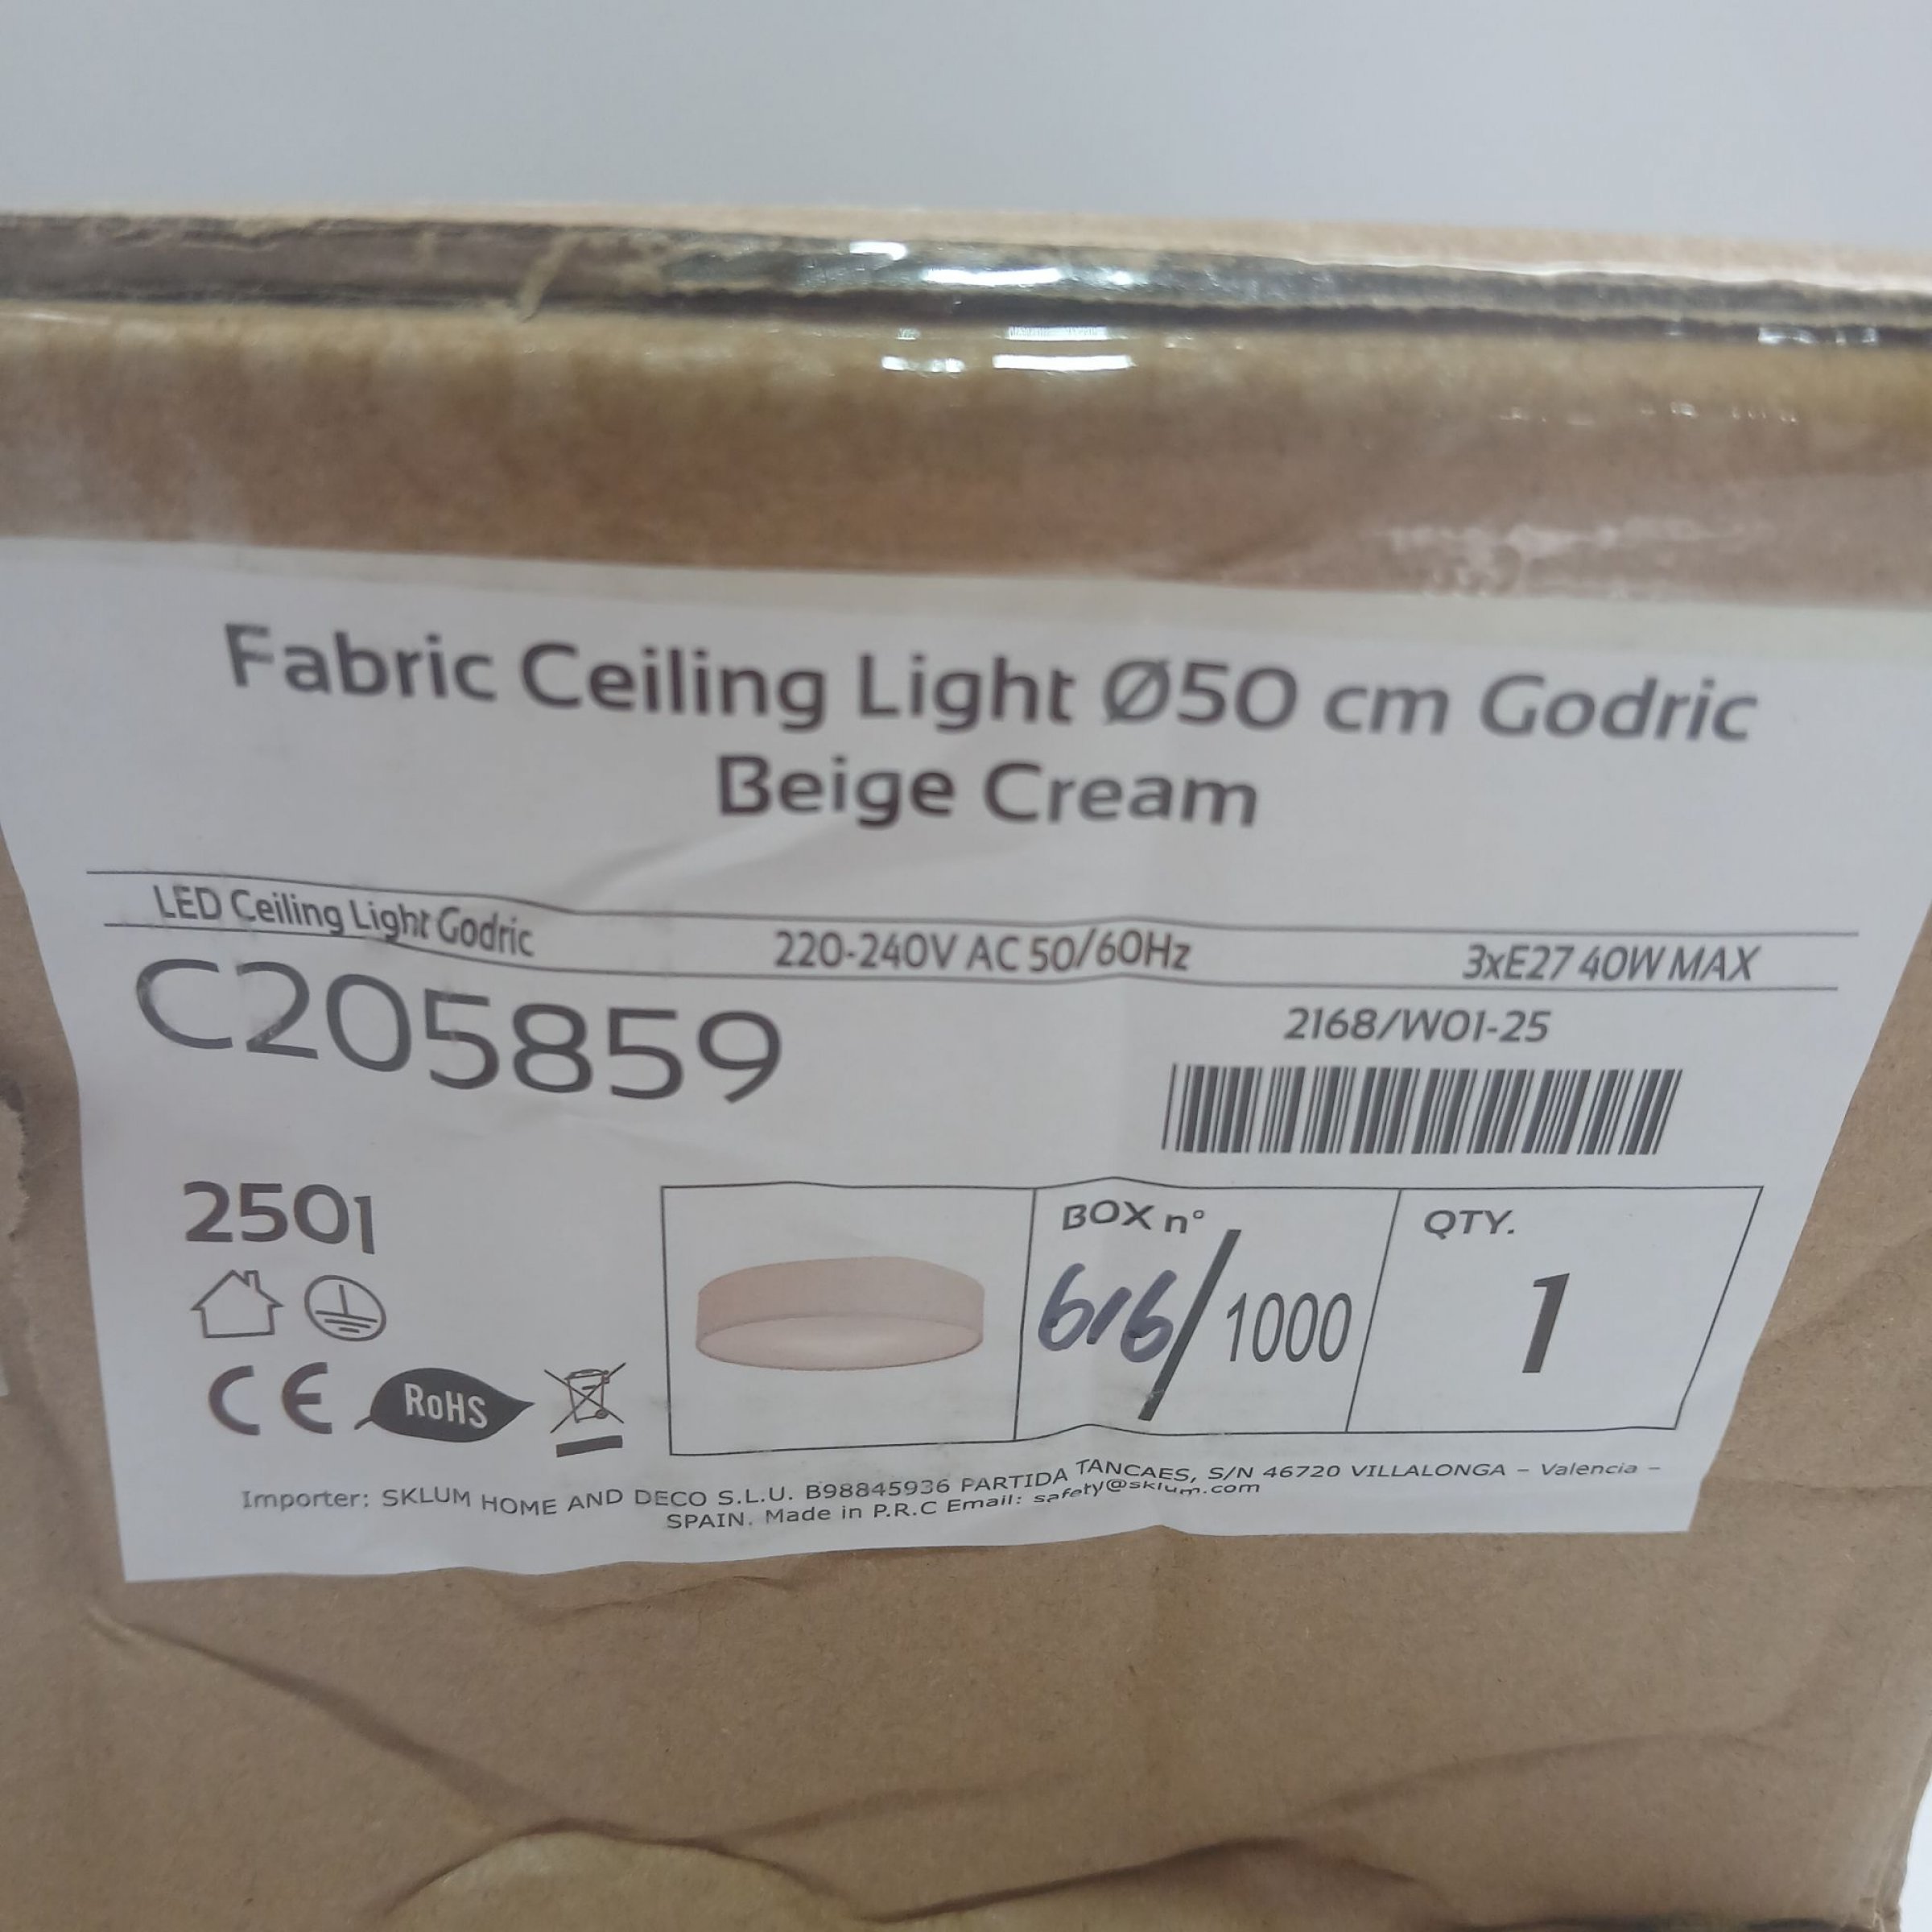 Fabric Ceiling Light Ø50 cm Godric
Beige Cream
LED Ceiling Light Godric 220-240V AC 50/60Hz 3xE27 40W MAX
C205859
2168/W01-25
2501
BOX nº
616/1000
QTY.
1
CE RoHS
Importer: SKLUM HOME AND DECO S.L.U. B98845936 PARTIDA TANCAES, S/N 46720 VILLALONGA – Valencia –
SPAIN. Made in P.R.C Email: safety@sklum.com